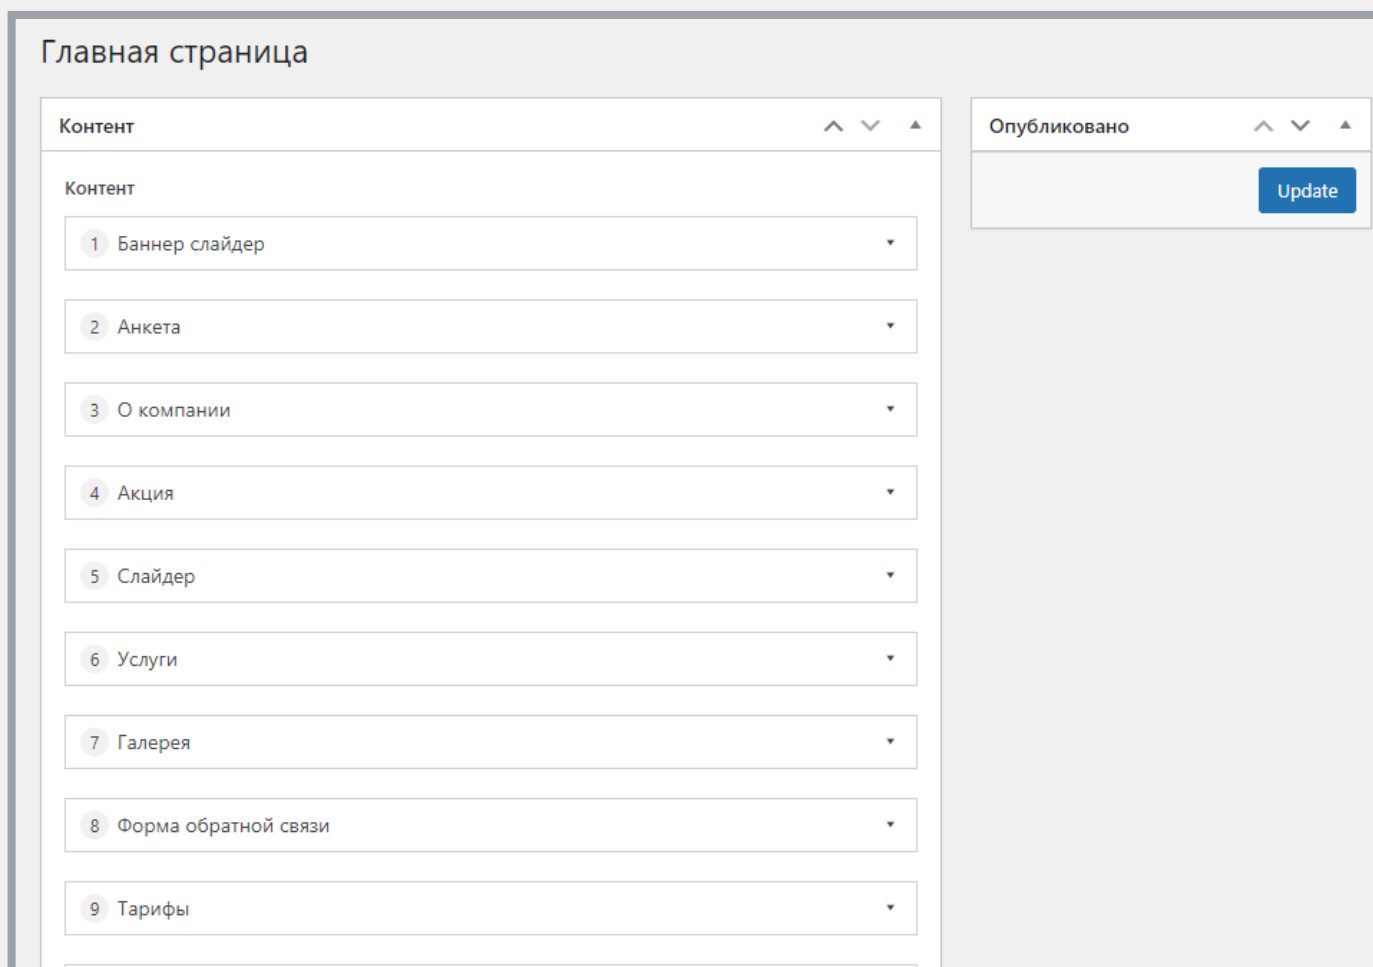 Главная страница
Контент
Опубликовано
Update
Контент
1 Баннер слайдер
2 Анкета
3 О компании
4 Акция
5 Слайдер
6 Услуги
7 Галерея
8 Форма обратной связи
9 Тарифы